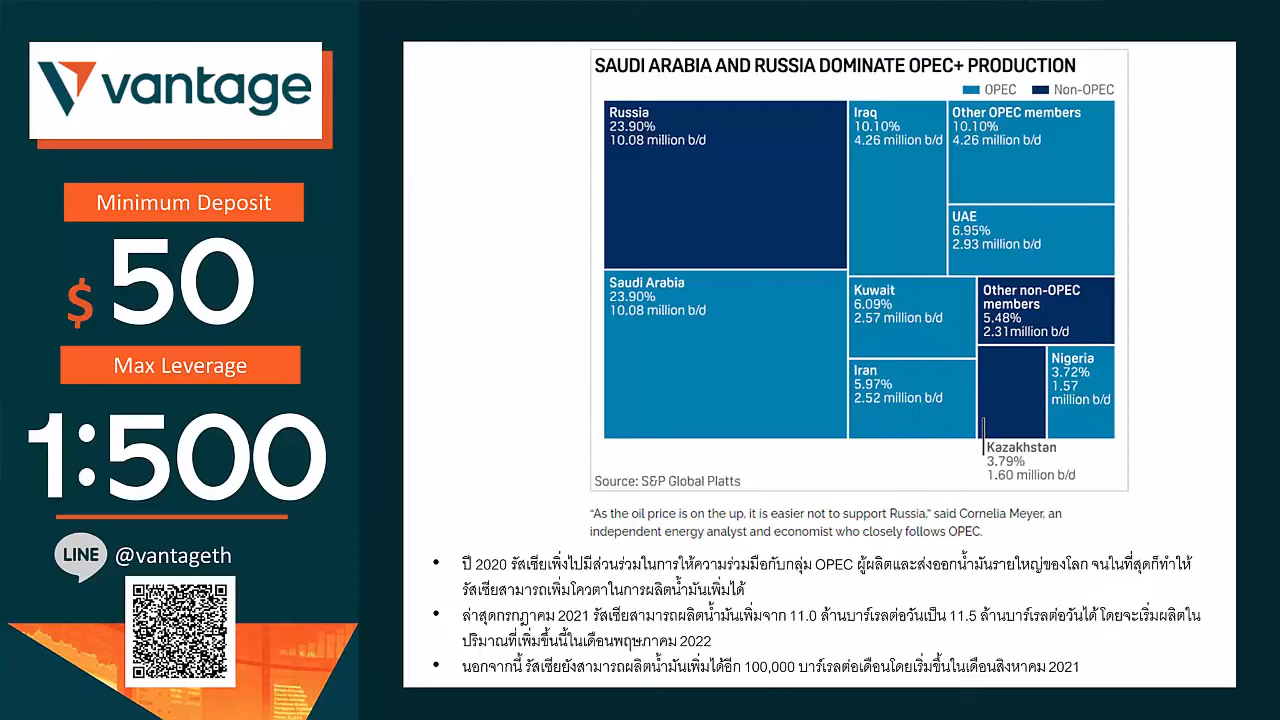 vantage
Minimum Deposit
$ 50
Max Leverage
1:500
LINE @vantageth
SAUDI ARABIA AND RUSSIA DOMINATE OPEC+ PRODUCTION
OPEC Non-OPEC
Russia
23.90%
10.08 million b/d
Saudi Arabia
23.90%
10.08 million b/d
Iraq
10.10%
4.26 million b/d
Other OPEC members
10.10%
4.26 million b/d
UAE
6.95%
2.93 million b/d
Kuwait
6.09%
2.57 million b/d
Other non-OPEC
members
5.48%
2.31million b/d
Iran
5.97%
2.52 million b/d
Nigeria
3.72%
1.57
million b/d
Kazakhstan
3.79%
1.60 million b/d
Source: S&P Global Platts
“As the oil price is on the up, it is easier not to support Russia,” said Cornelia Meyer, an
independent energy analyst and economist who closely follows OPEC.
• ปี 2020 รัสเซียเพิ่งไปมีส่วนร่วมในการให้ความร่วมมือกับกลุ่ม OPEC ผู้ผลิตและส่งออกน้ำมันรายใหญ่ของโลก จนในที่สุดก็ทำให้
รัสเซียสามารถเพิ่มโควตาในการผลิตน้ำมันเพิ่มได้
• ล่าสุดกรกฎาคม 2021 รัสเซียสามารถผลิตน้ำมันเพิ่มจาก 11.0 ล้านบาร์เรลต่อวันเป็น 11.5 ล้านบาร์เรลต่อวันได้ โดยจะเริ่มผลิตใน
ปริมาณที่เพิ่มขึ้นนี้ในเดือนพฤษภาคม 2022
• นอกจากนี้ รัสเซียยังสามารถผลิตน้ำมันเพิ่มได้อีก 100,000 บาร์เรลต่อเดือนโดยเริ่มขึ้นในเดือนสิงหาคม 2021